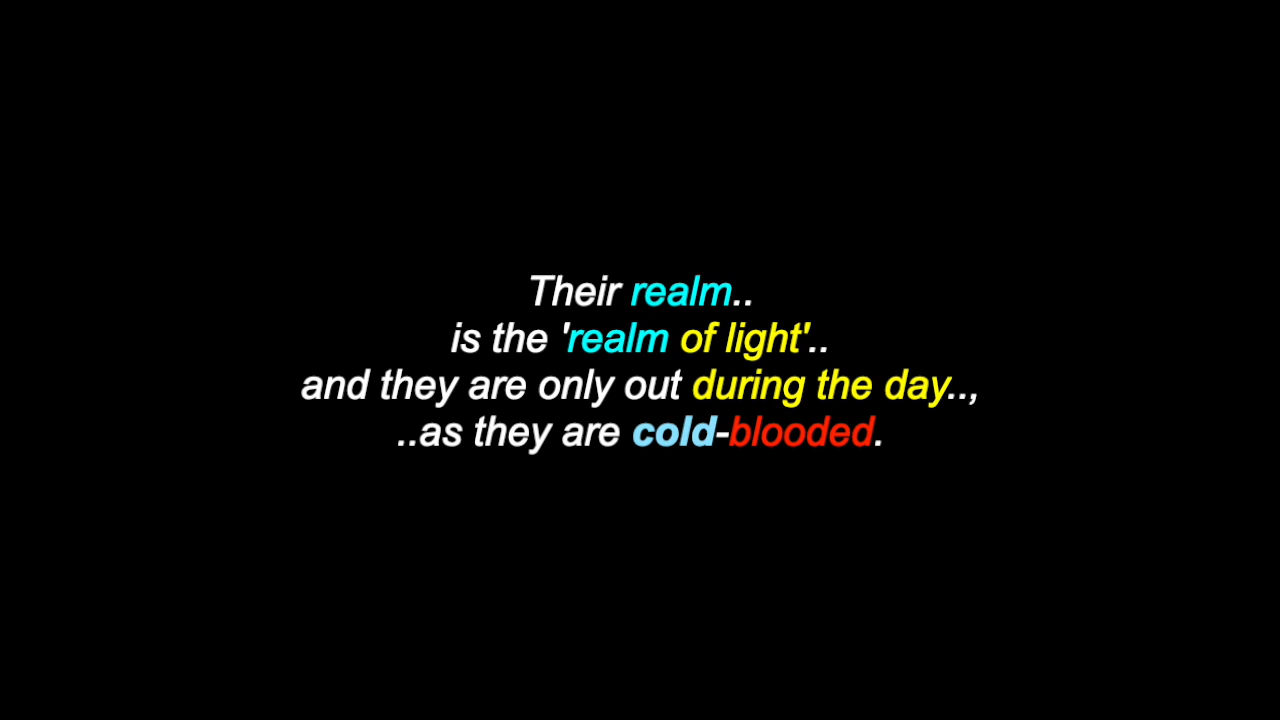 Their realm..
is the 'realm of light'..
and they are only out during the day..,
..as they are cold-blooded.